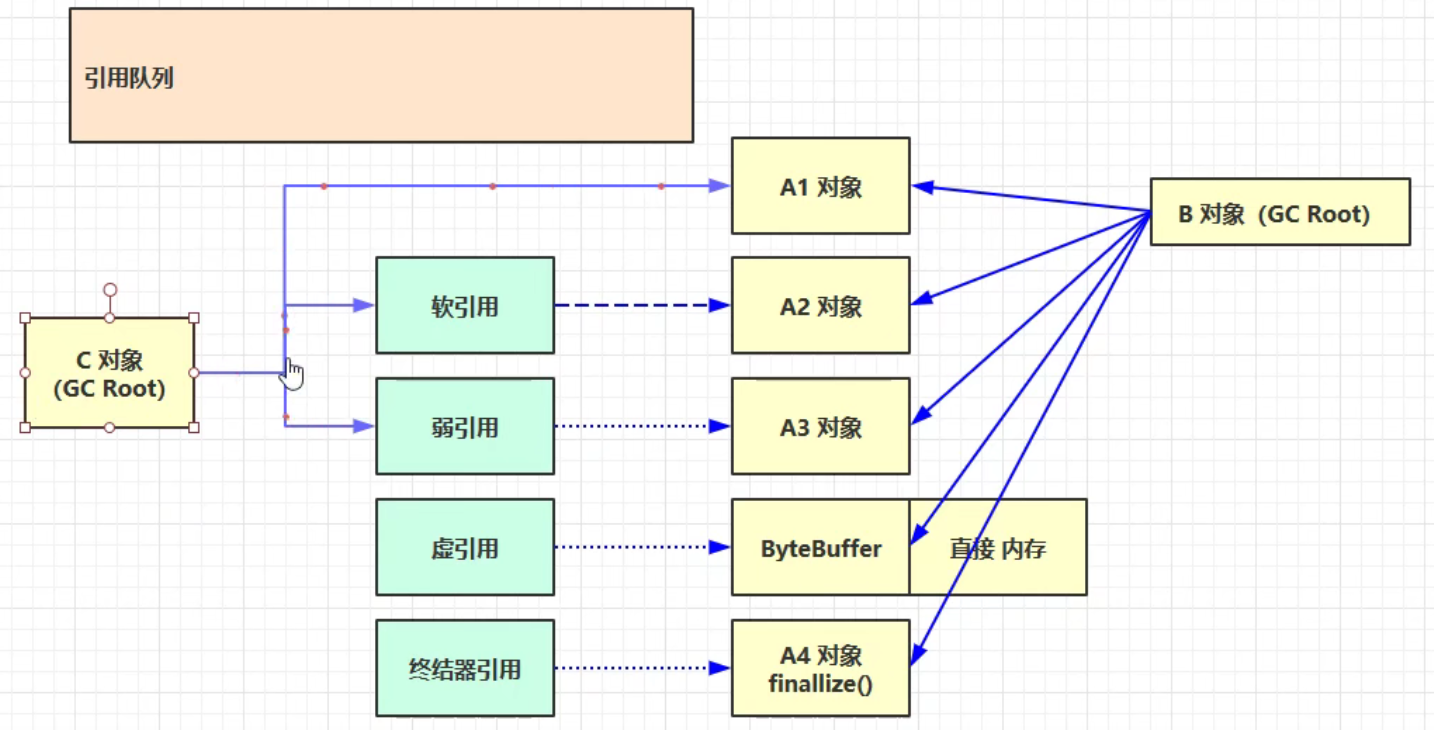 引用队列
A1 对象
B 对象（GC Root)
软引用
A2 对象
C 对象
(GC Root)
弱引用
A3 对象
虚引用
ByteBuffer
直接 内存
终结器引用
A4 对象
finallize()